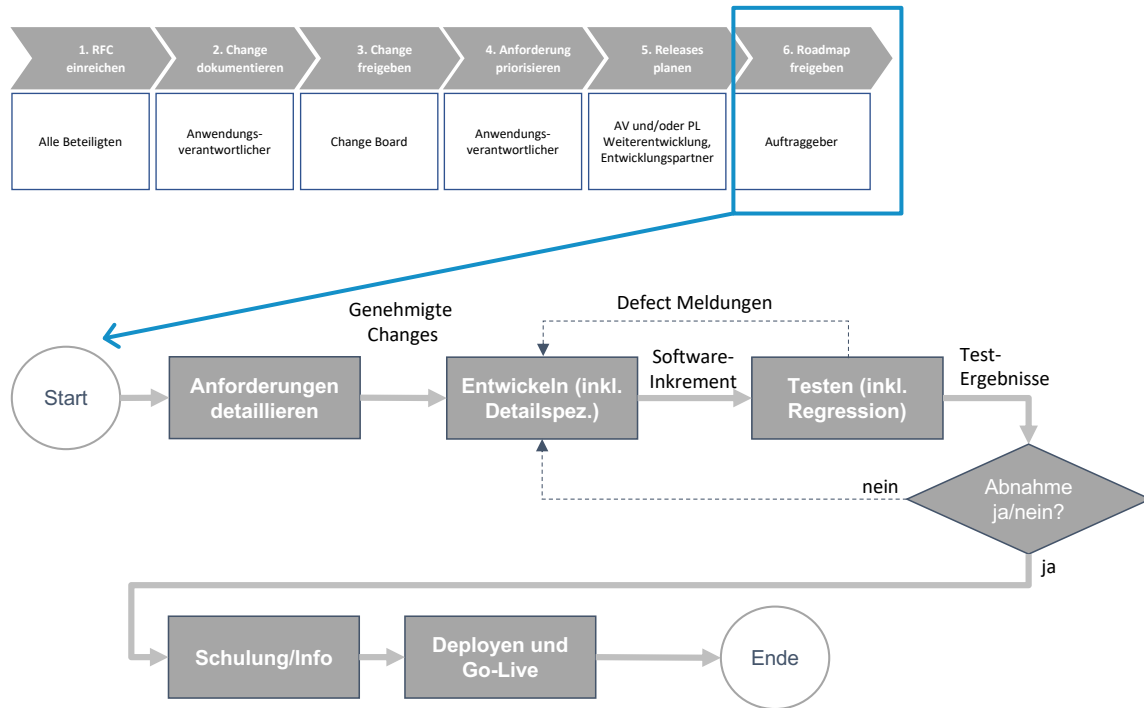 1. RFC
einreichen
2. Change
dokumentieren
3. Change
freigeben
4. Anforderung
priorisieren
5. Releases
planen
6. Roadmap
freigeben
Alle Beteiligten
Anwendungs-
verantwortlicher
Change Board
Anwendungs-
verantwortlicher
AV und/oder PL
Weiterentwicklung,
Entwicklungspartner
Auftraggeber
Start
Anforderungen
detaillieren
Genehmigte
Changes
Entwickeln (inkl.
Detailspez.)
Defect Meldungen
Software-
Inkrement
Testen (inkl.
Regression)
Test-
Ergebnisse
nein
Abnahme
ja/nein?
ja
Schulung/Info
Deployen und
Go-Live
Ende